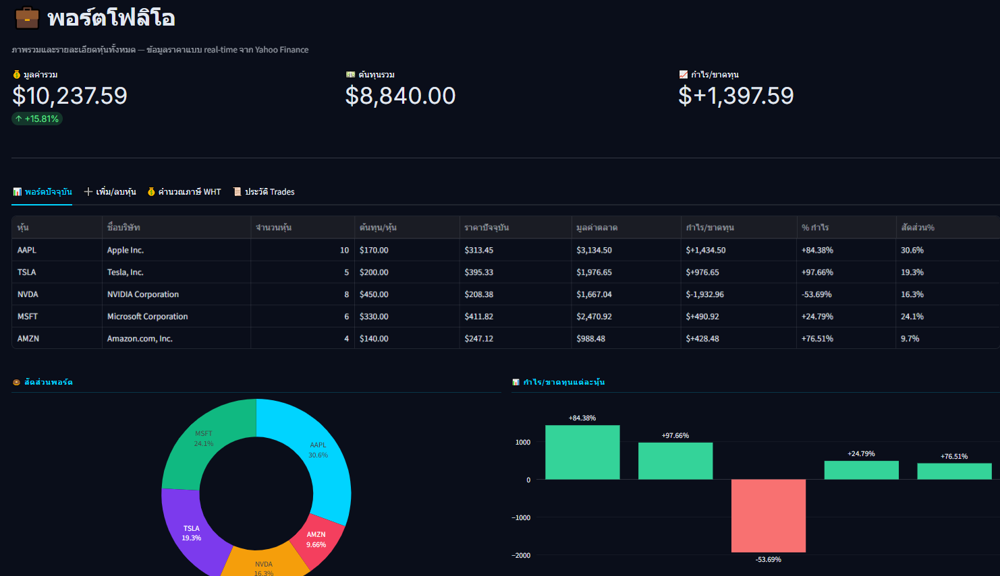 พอร์ตโฟลิโอ
ภาพรวมและรายละเอียดหุ้นทั้งหมด — ข้อมูลราคาแบบ real-time จาก Yahoo Finance
มูลค่ารวม
$10,237.59
↑ +15.81%
ต้นทุนรวม
$8,840.00
กำไร/ขาดทุน
$+1,397.59
พอร์ตปัจจุบัน เพิ่ม/ลบหุ้น คำนวณภาษี WHT ประวัติ Trades
หุ้น ชื่อบริษัท จำนวนหุ้น ต้นทุน/หุ้น ราคาปัจจุบัน มูลค่าตลาด กำไร/ขาดทุน % กำไร สัดส่วน%
AAPL Apple Inc. 10 $170.00 $313.45 $3,134.50 $+1,434.50 +84.38% 30.6%
TSLA Tesla, Inc. 5 $200.00 $395.33 $1,976.65 $+976.65 +97.66% 19.3%
NVDA NVIDIA Corporation 8 $450.00 $208.38 $1,667.04 $-1,932.96 -53.69% 16.3%
MSFT Microsoft Corporation 6 $330.00 $411.82 $2,470.92 $+490.92 +24.79% 24.1%
AMZN Amazon.com, Inc. 4 $140.00 $247.12 $988.48 $+428.48 +76.51% 9.7%
สัดส่วนพอร์ต
MSFT
24.1%
AAPL
30.6%
TSLA
19.3%
AMZN
9.66%
NVDA
16.3%
กำไร/ขาดทุนแต่ละหุ้น
+84.38%
+97.66%
+24.79%
+76.51%
-53.69%
1000
0
−1000
−2000